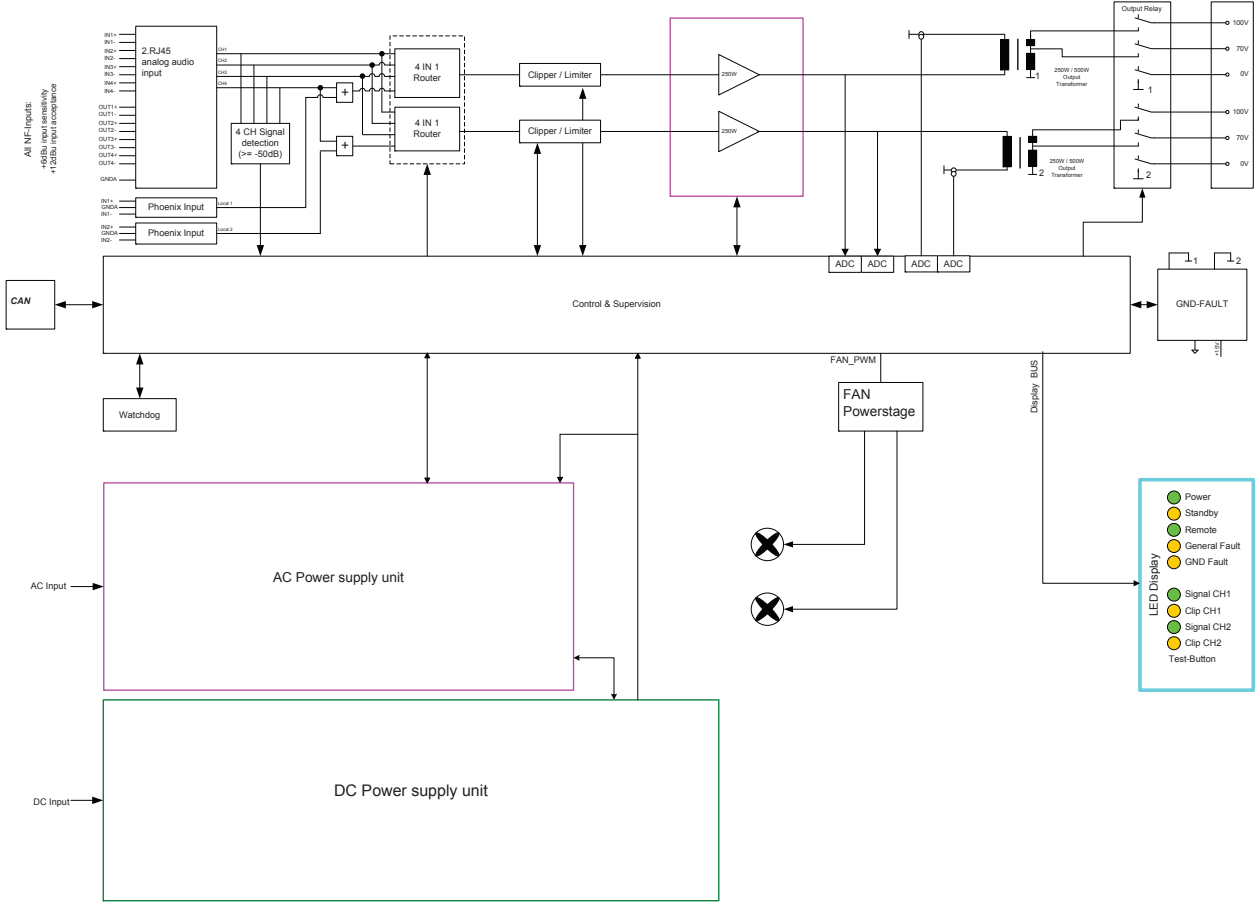 All NF-Inputs:
+6dBu input sensitivity
+12dBu input acceptance
IN1+
IN1-
IN2+
IN2-
IN3+
IN3-
IN4+
IN4-
OUT1+
OUT1-
OUT2+
OUT2-
OUT3+
OUT3-
OUT4+
OUT4-
GNDA
2.RJ45
analog audio
input
CH1
CH2
CH3
CH4
4 CH Signal
detection
(>= -50dB)
IN1+
GNDA
IN1-
Phoenix Input
Local 1
IN2+
GNDA
IN2-
Phoenix Input
Local 2
+
+
4 IN 1
Router
4 IN 1
Router
Clipper / Limiter
Clipper / Limiter
250W
250W
1
250W / 500W
Output
Transformer
2
250W / 500W
Output
Transformer
Output Relay
1
2
100V
70V
0V
100V
70V
0V
CAN
Control & Supervision
ADC
ADC
ADC
ADC
1
2
GND-FAULT
+15V
Watchdog
FAN_PWM
FAN
Powerstage
Display BUS
AC Input
AC Power supply unit
DC Input
DC Power supply unit
LED Display
Power
Standby
Remote
General Fault
GND Fault
Signal CH1
Clip CH1
Signal CH2
Clip CH2
Test-Button